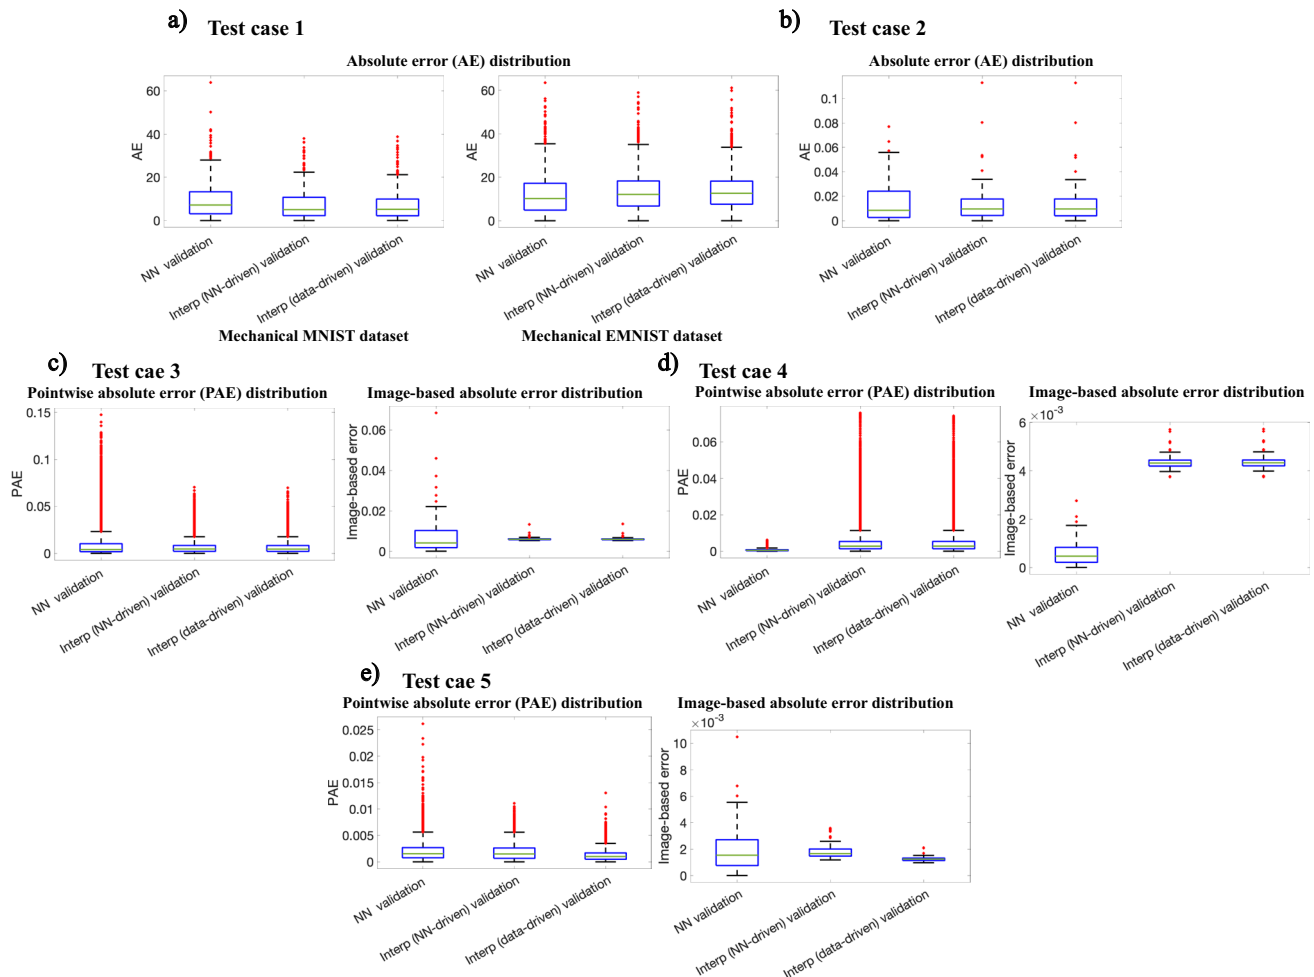 a) Test case 1
Absolute error (AE) distribution
AE
60
40
20
0
NN validation
Interp (NN-driven) validation
Interp (data-driven) validation
Mechanical MNIST dataset
AE
60
40
20
0
NN validation
Interp (NN-driven) validation
Interp (data-driven) validation
Mechanical EMNIST dataset
b) Test case 2
Absolute error (AE) distribution
AE
0.1
0.08
0.06
0.04
0.02
0
NN validation
Interp (NN-driven) validation
Interp (data-driven) validation
c) Test cae 3
Pointwise absolute error (PAE) distribution
PAE
0.15
0.1
0.05
0
NN validation
Interp (NN-driven) validation
Interp (data-driven) validation
Image-based absolute error distribution
Image-based error
0.06
0.04
0.02
0
NN validation
Interp (NN-driven) validation
Interp (data-driven) validation
d) Test cae 4
Pointwise absolute error (PAE) distribution
PAE
0.06
0.04
0.02
0
NN validation
Interp (NN-driven) validation
Interp (data-driven) validation
Image-based absolute error distribution
×10-3
Image-based error
6
4
2
0
NN validation
Interp (NN-driven) validation
Interp (data-driven) validation
e) Test cae 5
Pointwise absolute error (PAE) distribution
PAE
0.025
0.02
0.015
0.01
0.005
0
NN validation
Interp (NN-driven) validation
Interp (data-driven) validation
Image-based absolute error distribution
×10-3
Image-based error
10
8
6
4
2
0
NN validation
Interp (NN-driven) validation
Interp (data-driven) validation